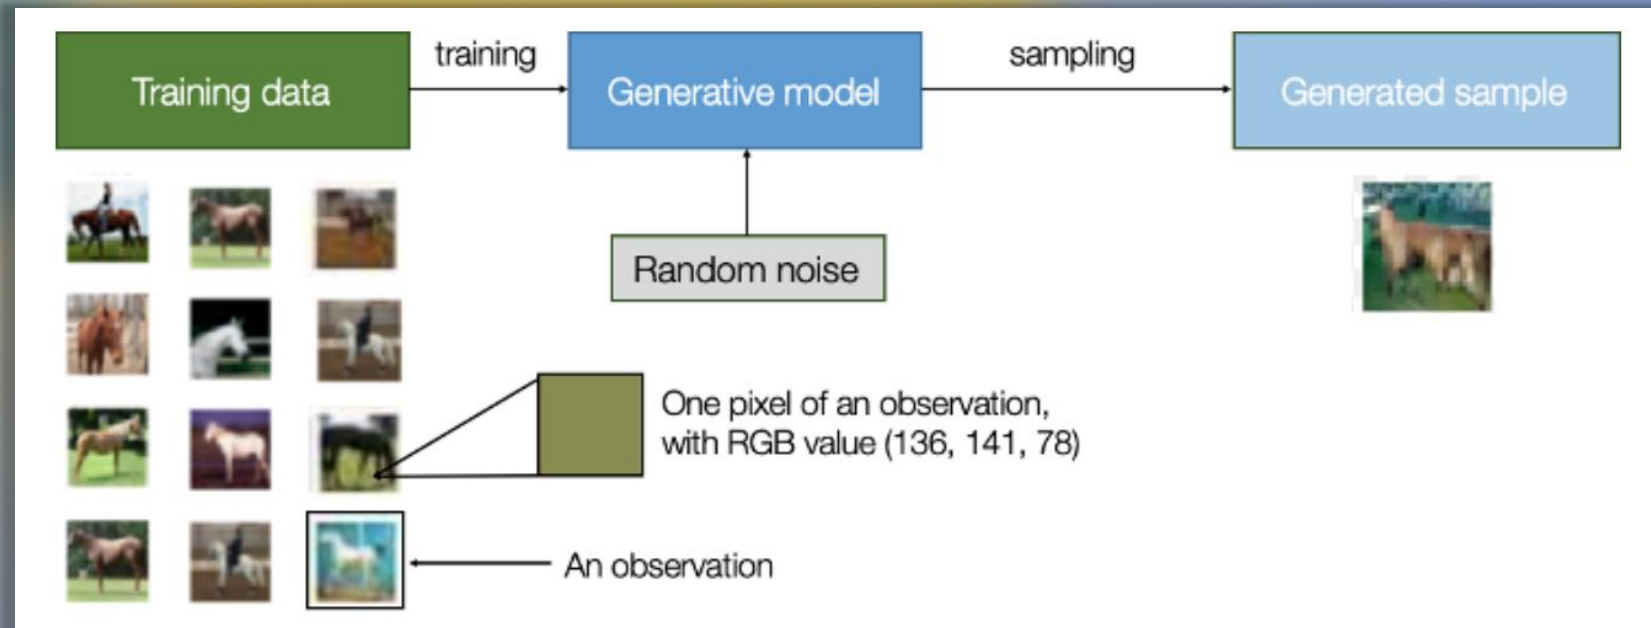 Training data
training
Generative model
sampling
Generated sample
Random noise
One pixel of an observation,
with RGB value (136, 141, 78)
An observation